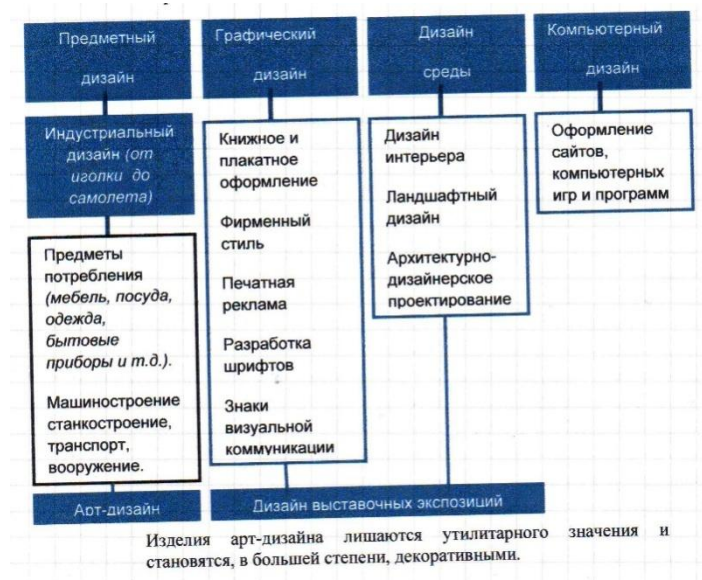 Предметный
дизайн
Индустриальный
дизайн (от
иголки до
самолета)
Предметы
потребления
(мебель, посуда,
одежда,
бытовые
приборы и т.д.).
Машиностроение
станкостроение,
транспорт,
вооружение.
Арт-дизайн
Графический
дизайн
Книжное и
плакатное
оформление
Фирменный
стиль
Печатная
реклама
Разработка
шрифтов
Знаки
визуальной
коммуникации
Дизайн
среды
Дизайн
интерьера
Ландшафтный
дизайн
Архитектурно-
дизайнерское
проектирование
Дизайн выставочных экспозиций
Компьютерный
дизайн
Оформление
сайтов,
компьютерных
игр и программ
Изделия арт-дизайна лишаются утилитарного значения и
становятся, в большей степени, декоративными.